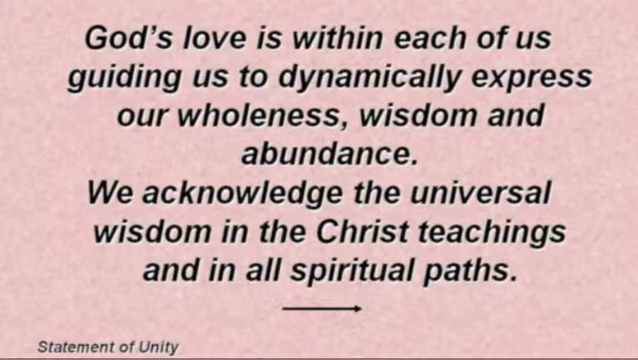 God's love is within each of us
guiding us to dynamically express
our wholeness, wisdom and
abundance.
We acknowledge the universal
wisdom in the Christ teachings
and in all spiritual paths.
Statement of Unity